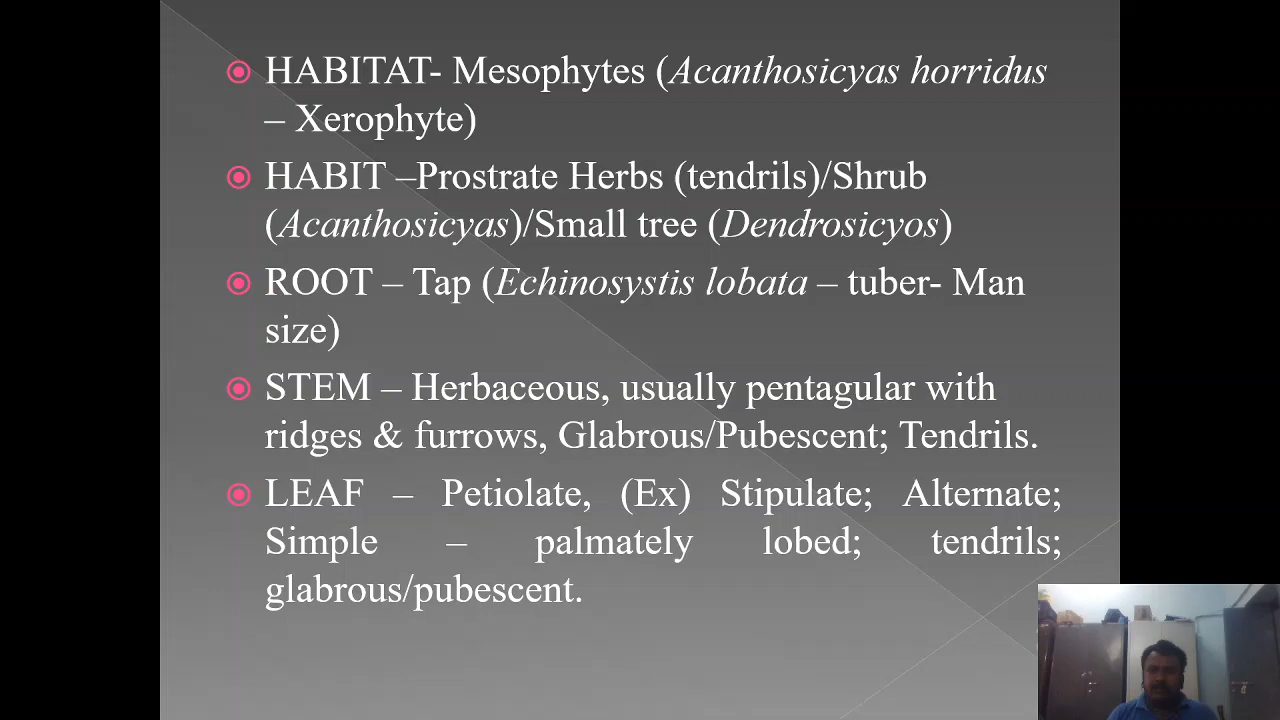 HABITAT- Mesophytes (Acanthosicyas horridus
– Xerophyte)
HABIT –Prostrate Herbs (tendrils)/Shrub
(Acanthosicyas)/Small tree (Dendrosicyos)
ROOT – Tap (Echinosystis lobata – tuber- Man
size)
STEM – Herbaceous, usually pentagular with
ridges & furrows, Glabrous/Pubescent; Tendrils.
LEAF – Petiolate, (Ex) Stipulate; Alternate;
Simple – palmately lobed; tendrils;
glabrous/pubescent.